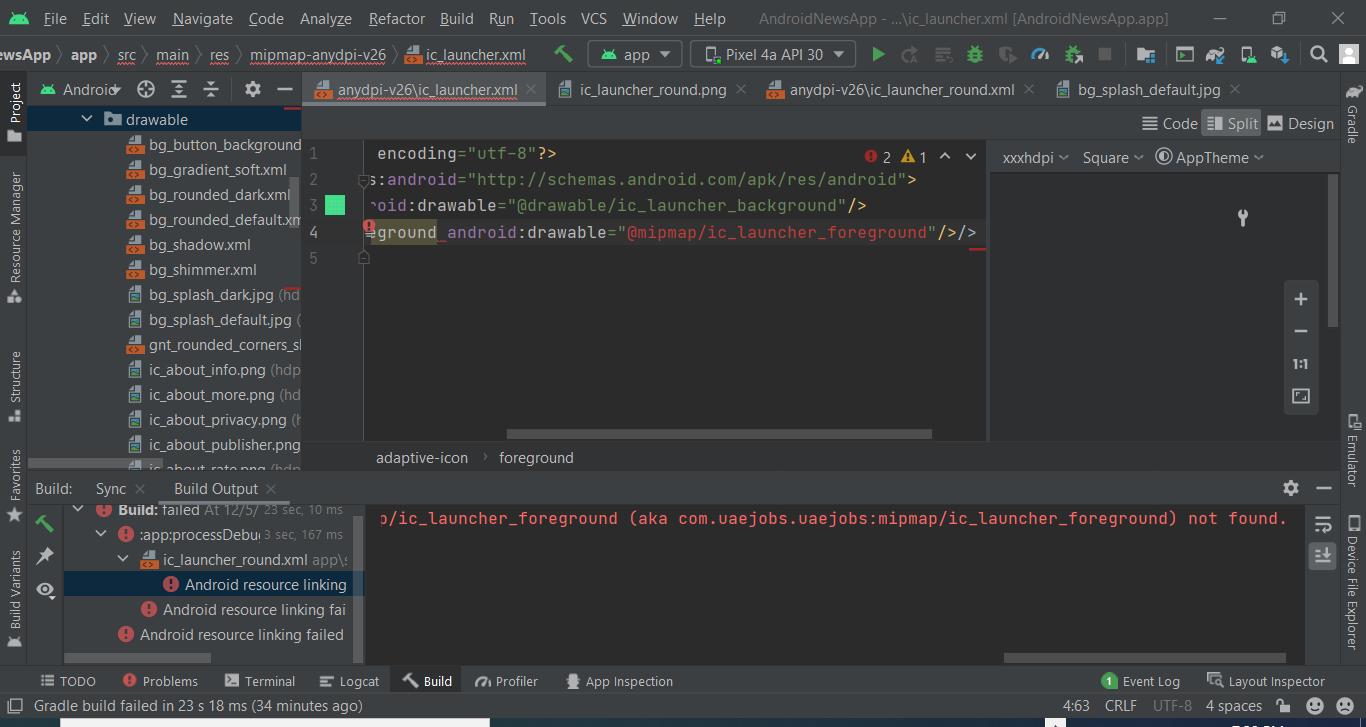 File Edit View Navigate Code Analyze Refactor Build Run Tools VCS Window Help AndroidNewsApp - ...\ic_launcher.xml [AndroidNewsApp.app]
ewsApp app src main res mipmap-anydpi-v26 ic_launcher.xml app Pixel 4a API 30
Android anydpi-v26\ic_launcher.xml ic_launcher_round.png anydpi-v26\ic_launcher_round.xml bg_splash_default.jpg
Code Split Design
xxxhdpi Square AppTheme
Project
Resource Manager
Structure
Favorites
Build Variants
drawable
bg_button_background
bg_gradient_soft.xml
bg_rounded_dark.xml
bg_rounded_default.xm
bg_shadow.xml
bg_shimmer.xml
bg_splash_dark.jpg (hd
bg_splash_default.jpg (
gnt_rounded_corners_sl
ic_about_info.png (hdp
ic_about_more.png (hd
ic_about_privacy.png (h
ic_about_publisher.png
ic_about_rate.png (hdp
1 encoding="utf-8"?>
2 s:android="http://schemas.android.com/apk/res/android">
3 roid:drawable="@drawable/ic_launcher_background"/>
4 eground android:drawable="@mipmap/ic_launcher_foreground"/>/>
5
2 1
1:1
adaptive-icon foreground
Gradle
Emulator
Device File Explorer
Build: Sync Build Output
Build: failed At 12/5/ 23 sec, 10 ms
:app:processDebug 3 sec, 167 ms
ic_launcher_round.xml app\s
Android resource linking
Android resource linking fai
Android resource linking failed
p/ic_launcher_foreground (aka com.uaejobs.uaejobs:mipmap/ic_launcher_foreground) not found.
TODO Problems Terminal Logcat Build Profiler App Inspection 1 Event Log Layout Inspector
Gradle build failed in 23 s 18 ms (34 minutes ago) 4:63 CRLF UTF-8 4 spaces